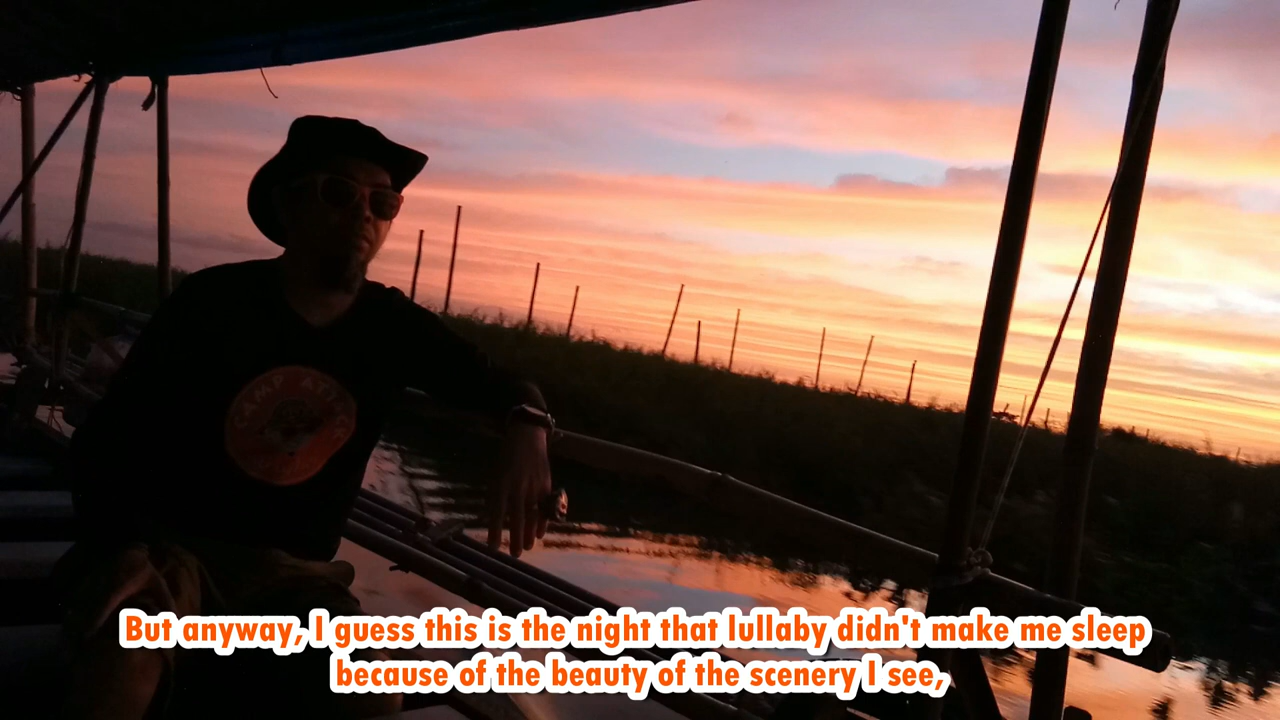 CAMP
But anyway, I guess this is the night that lullaby didn't make me sleep
because of the beauty of the scenery I see,